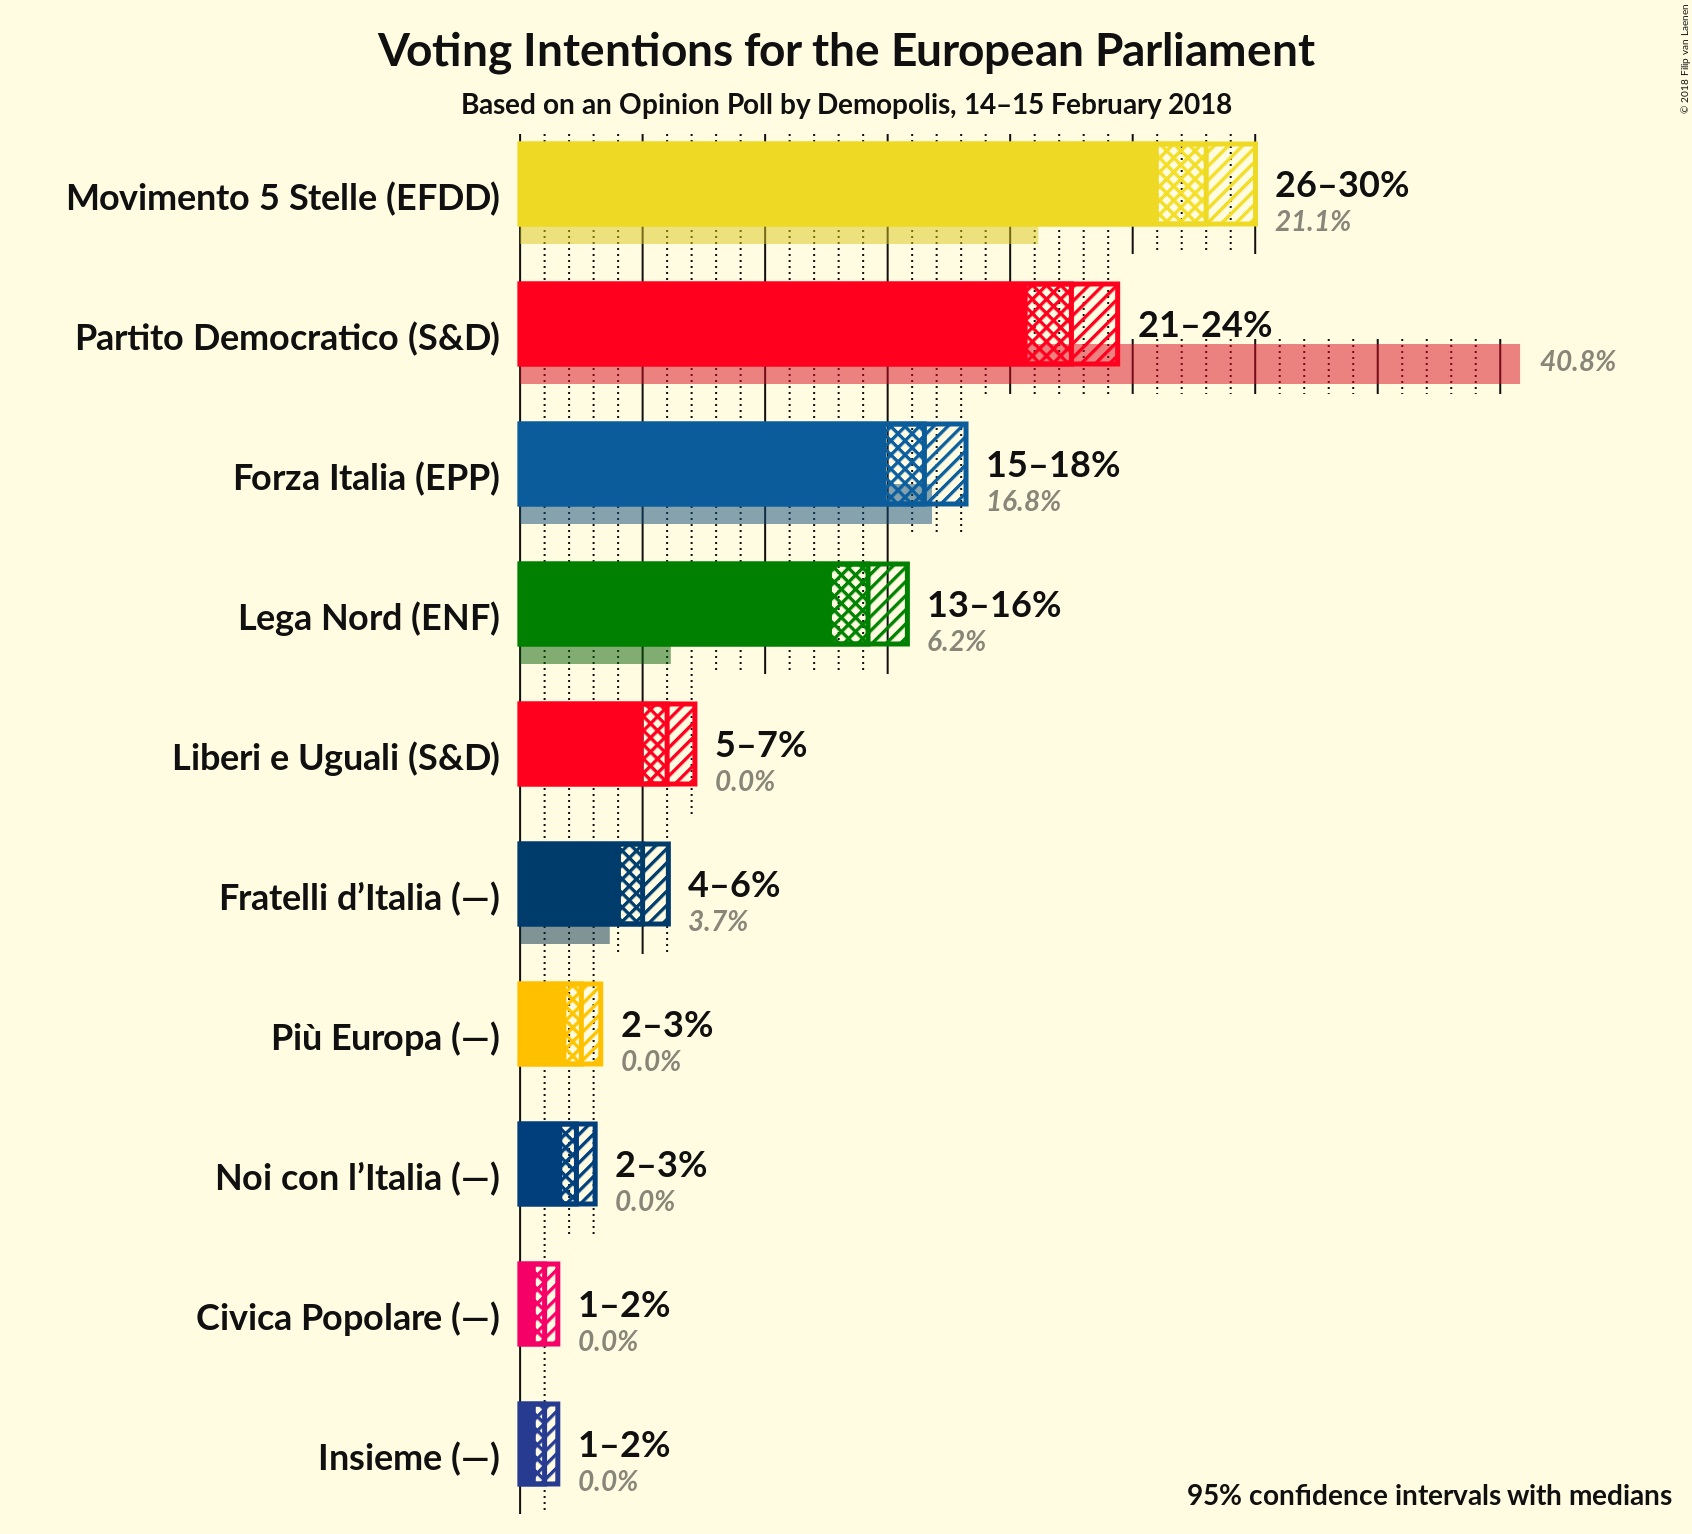 Voting Intentions for the European Parliament
Based on an Opinion Poll by Demopolis, 14–15 February 2018
© 2018 Filip van Laenen
Movimento 5 Stelle (EFDD)
26–30%
21.1%
Partito Democratico (S&D)
21–24%
40.8%
Forza Italia (EPP)
15–18%
16.8%
Lega Nord (ENF)
13–16%
6.2%
Liberi e Uguali (S&D)
5–7%
0.0%
Fratelli d’Italia (—)
4–6%
3.7%
Più Europa (—)
2–3%
0.0%
Noi con l’Italia (—)
2–3%
0.0%
Civica Popolare (—)
1–2%
0.0%
Insieme (—)
1–2%
0.0%
95% confidence intervals with medians